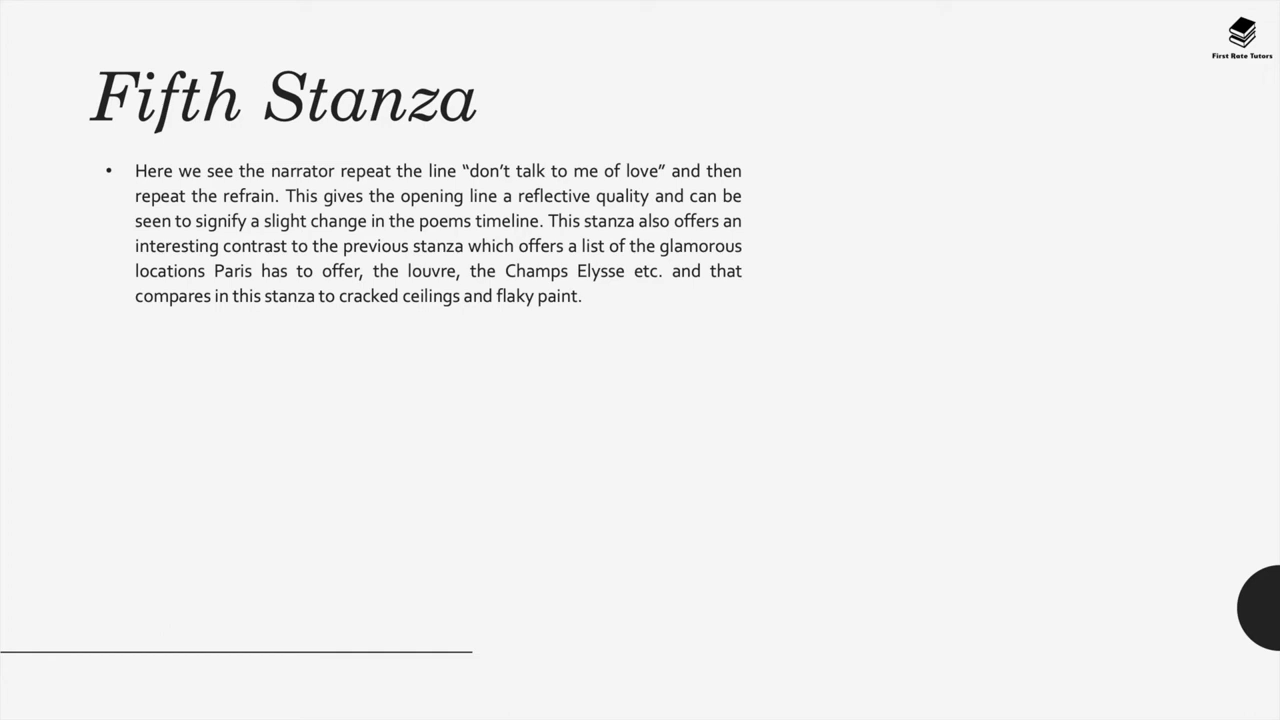 First Rate Tutors
Fifth Stanza
• Here we see the narrator repeat the line “don’t talk to me of love” and then
repeat the refrain. This gives the opening line a reflective quality and can be
seen to signify a slight change in the poems timeline. This stanza also offers an
interesting contrast to the previous stanza which offers a list of the glamorous
locations Paris has to offer, the louvre, the Champs Elysse etc. and that
compares in this stanza to cracked ceilings and flaky paint.